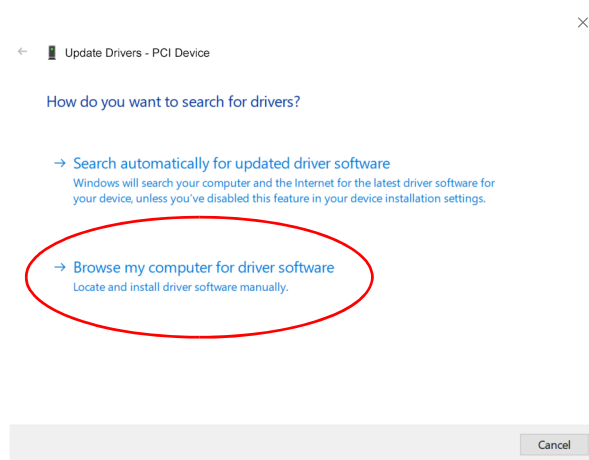 Update Drivers - PCI Device
How do you want to search for drivers?
Search automatically for updated driver software
Windows will search your computer and the Internet for the latest driver software for
your device, unless you've disabled this feature in your device installation settings.
Browse my computer for driver software
Locate and install driver software manually.
Cancel